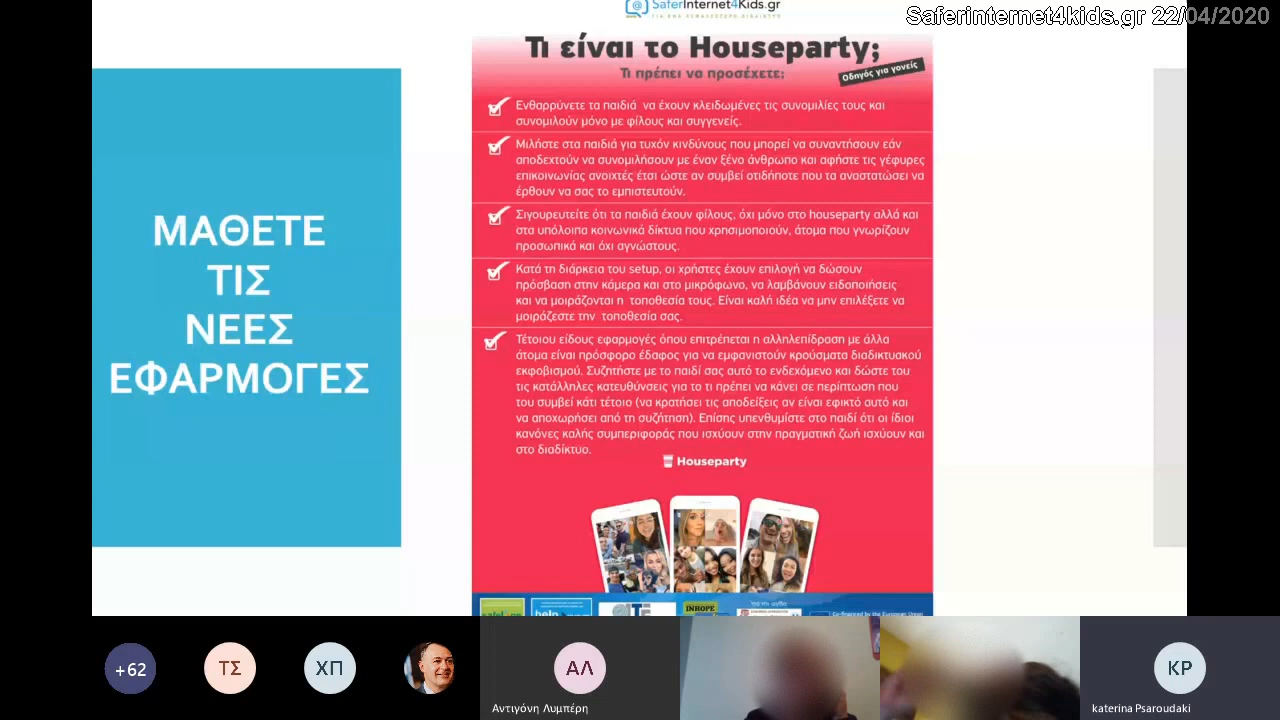 SaferInternet4Kids.gr
ΓΙΑ ΕΝΑ ΑΣΦΑΛΕΣΤΕΡΟ ΔΙΑΔΙΚΤΥΟ
Saferinternet4kids.gr 2 /04/2020
Τι είναι το Houseparty;
Τι πρέπει να προσέχετε:
Οδηγός για γονείς
ΜΑΘΕΤΕ
ΤΙΣ
ΝΕΕΣ
ΕΦΑΡΜΟΓΕΣ
Ενθαρρύνετε τα παιδιά να έχουν κλειδωμένες τις συνομιλίες τους και
συνομιλούν μόνο με φίλους και συγγενείς.
Μιλήστε στα παιδιά για τυχόν κινδύνους που μπορεί να συναντήσουν εάν
αποδεχτούν να συνομιλήσουν με έναν ξένο άνθρωπο και αφήστε τις γέφυρες
επικοινωνίας ανοιχτές έτσι ώστε αν συμβεί οτιδήποτε που τα αναστατώσει να
έρθουν να σας το εμπιστευτούν.
Σιγουρευτείτε ότι τα παιδιά έχουν φίλους, όχι μόνο στο houseparty αλλά και
στα υπόλοιπα κοινωνικά δίκτυα που χρησιμοποιούν, άτομα που γνωρίζουν
προσωπικά και όχι αγνώστους.
Κατά τη διάρκεια του setup, οι χρήστες έχουν επιλογή να δώσουν
πρόσβαση στην κάμερα και στο μικρόφωνο, να λαμβάνουν ειδοποιήσεις
και να μοιράζονται η τοποθεσία τους. Είναι καλή ιδέα να μην επιλέξετε να
μοιράζεστε την τοποθεσία σας.
Τέτοιου είδους εφαρμογές όπου επιτρέπεται η αλληλεπίδραση με άλλα
άτομα είναι πρόσφορο έδαφος για να εμφανιστούν κρούσματα διαδικτυακού
εκφοβισμού. Συζητήστε με το παιδί σας αυτό το ενδεχόμενο και δώστε του
τις κατάλληλες κατευθύνσεις για το τι πρέπει να κάνει σε περίπτωση που
του συμβεί κάτι τέτοιο (να κρατήσει τις αποδείξεις αν είναι εφικτό αυτό και
να αποχωρήσει από τη συζήτηση). Επίσης υπενθυμίστε στο παιδί ότι οι ίδιοι
κανόνες καλής συμπεριφοράς που ισχύουν στην πραγματική ζωή ισχύουν και
στο διαδίκτυο.
Houseparty
INHOPE
Co-financed by the European Union
+62
ΤΣ
ΧΠ
ΑΛ
KP
Αντιγόνη Λυμπέρη
katerina Psaroudaki